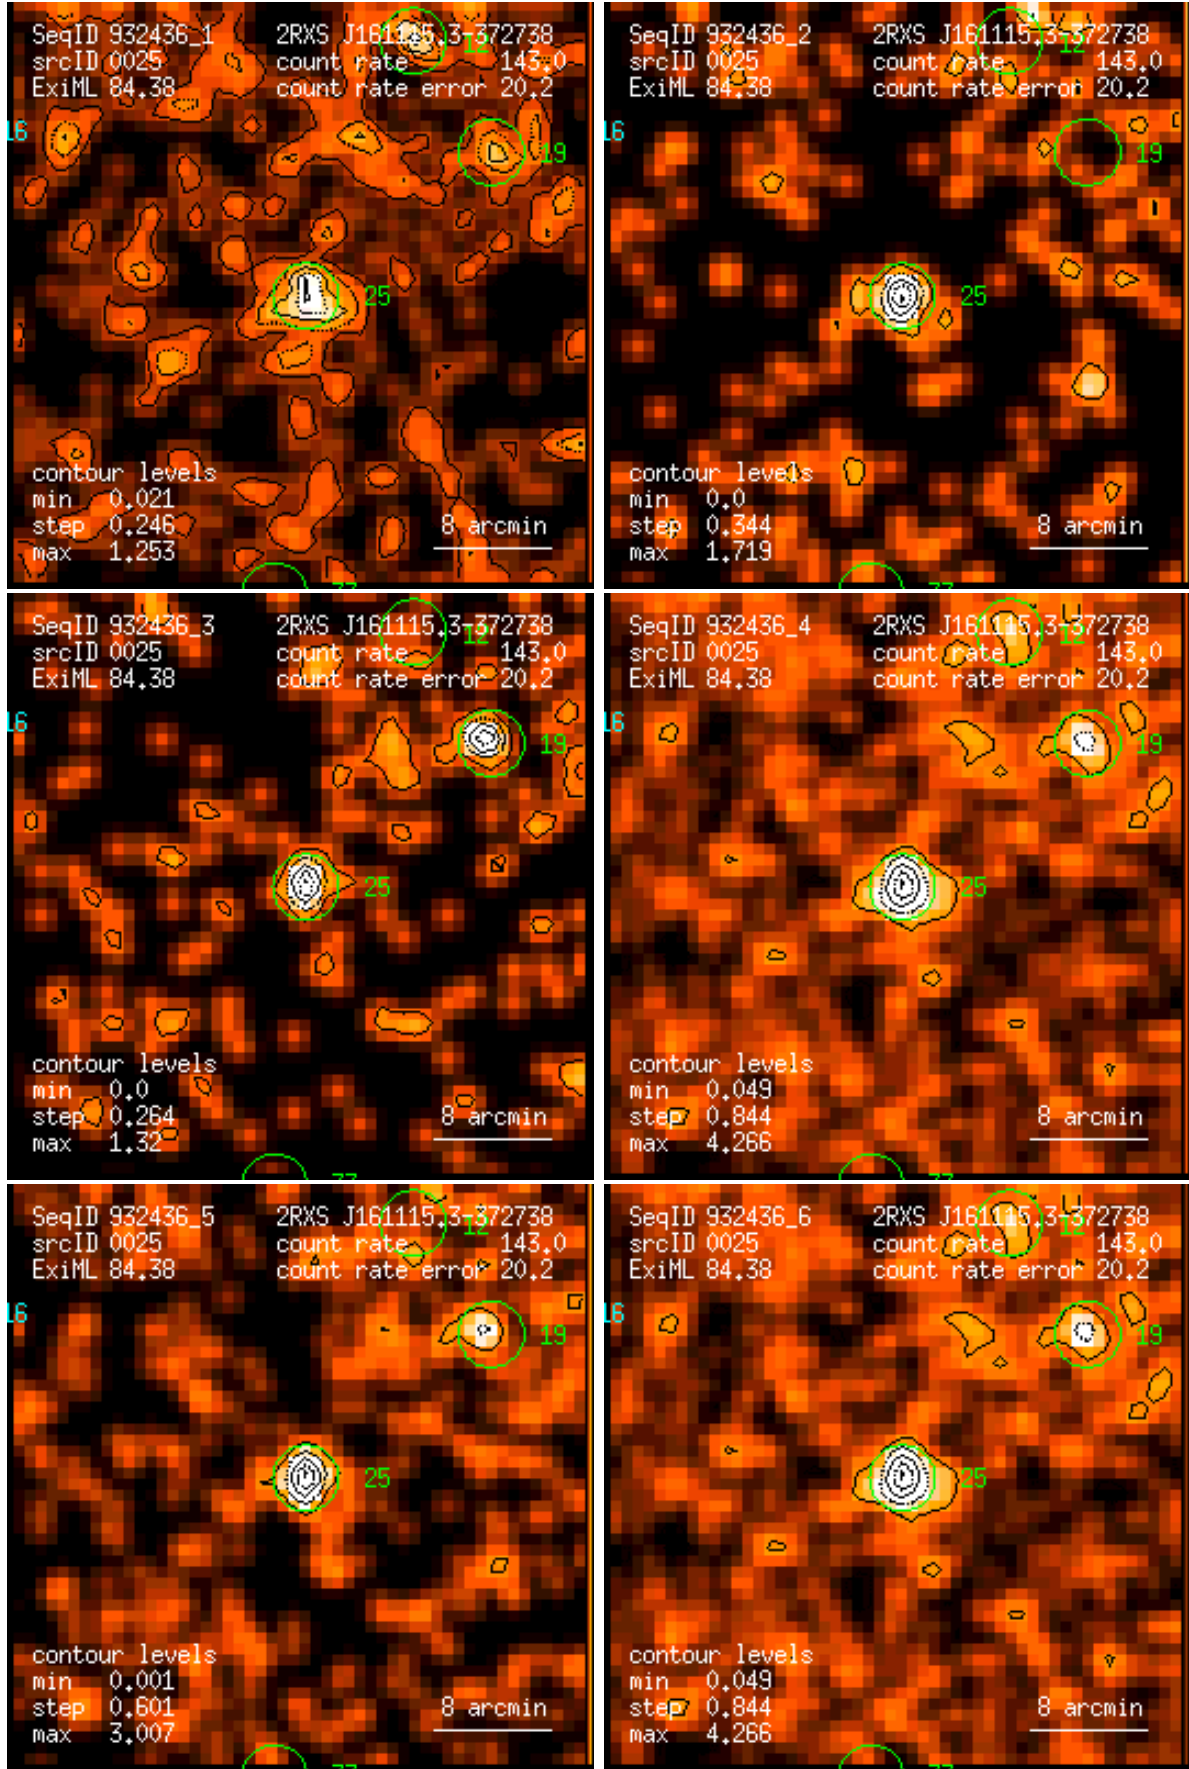 SeqID 932436_1 2RXS J161115.3-372738
srcID 0025 count rate 143.0
ExiML 84.38 count rate error 20.2
12
16
19
25
contour levels
min 0.021
step 0.246
max 1.253
8 arcmin
SeqID 932436_2 2RXS J161115.3-372738
srcID 0025 count rate 143.0
ExiML 84.38 count rate error 20.2
12
16
19
25
contour levels
min 0.0
step 0.344
max 1.719
8 arcmin
SeqID 932436_3 2RXS J161115.3-372738
srcID 0025 count rate 143.0
ExiML 84.38 count rate error 20.2
12
16
19
25
contour levels
min 0.0
step 0.264
max 1.32
8 arcmin
SeqID 932436_4 2RXS J161115.3-372738
srcID 0025 count rate 143.0
ExiML 84.38 count rate error 20.2
12
16
19
25
contour levels
min 0.049
step 0.844
max 4.266
8 arcmin
SeqID 932436_5 2RXS J161115.3-372738
srcID 0025 count rate 143.0
ExiML 84.38 count rate error 20.2
12
16
19
25
contour levels
min 0.001
step 0.601
max 3.007
8 arcmin
SeqID 932436_6 2RXS J161115.3-372738
srcID 0025 count rate 143.0
ExiML 84.38 count rate error 20.2
12
16
19
25
contour levels
min 0.049
step 0.844
max 4.266
8 arcmin